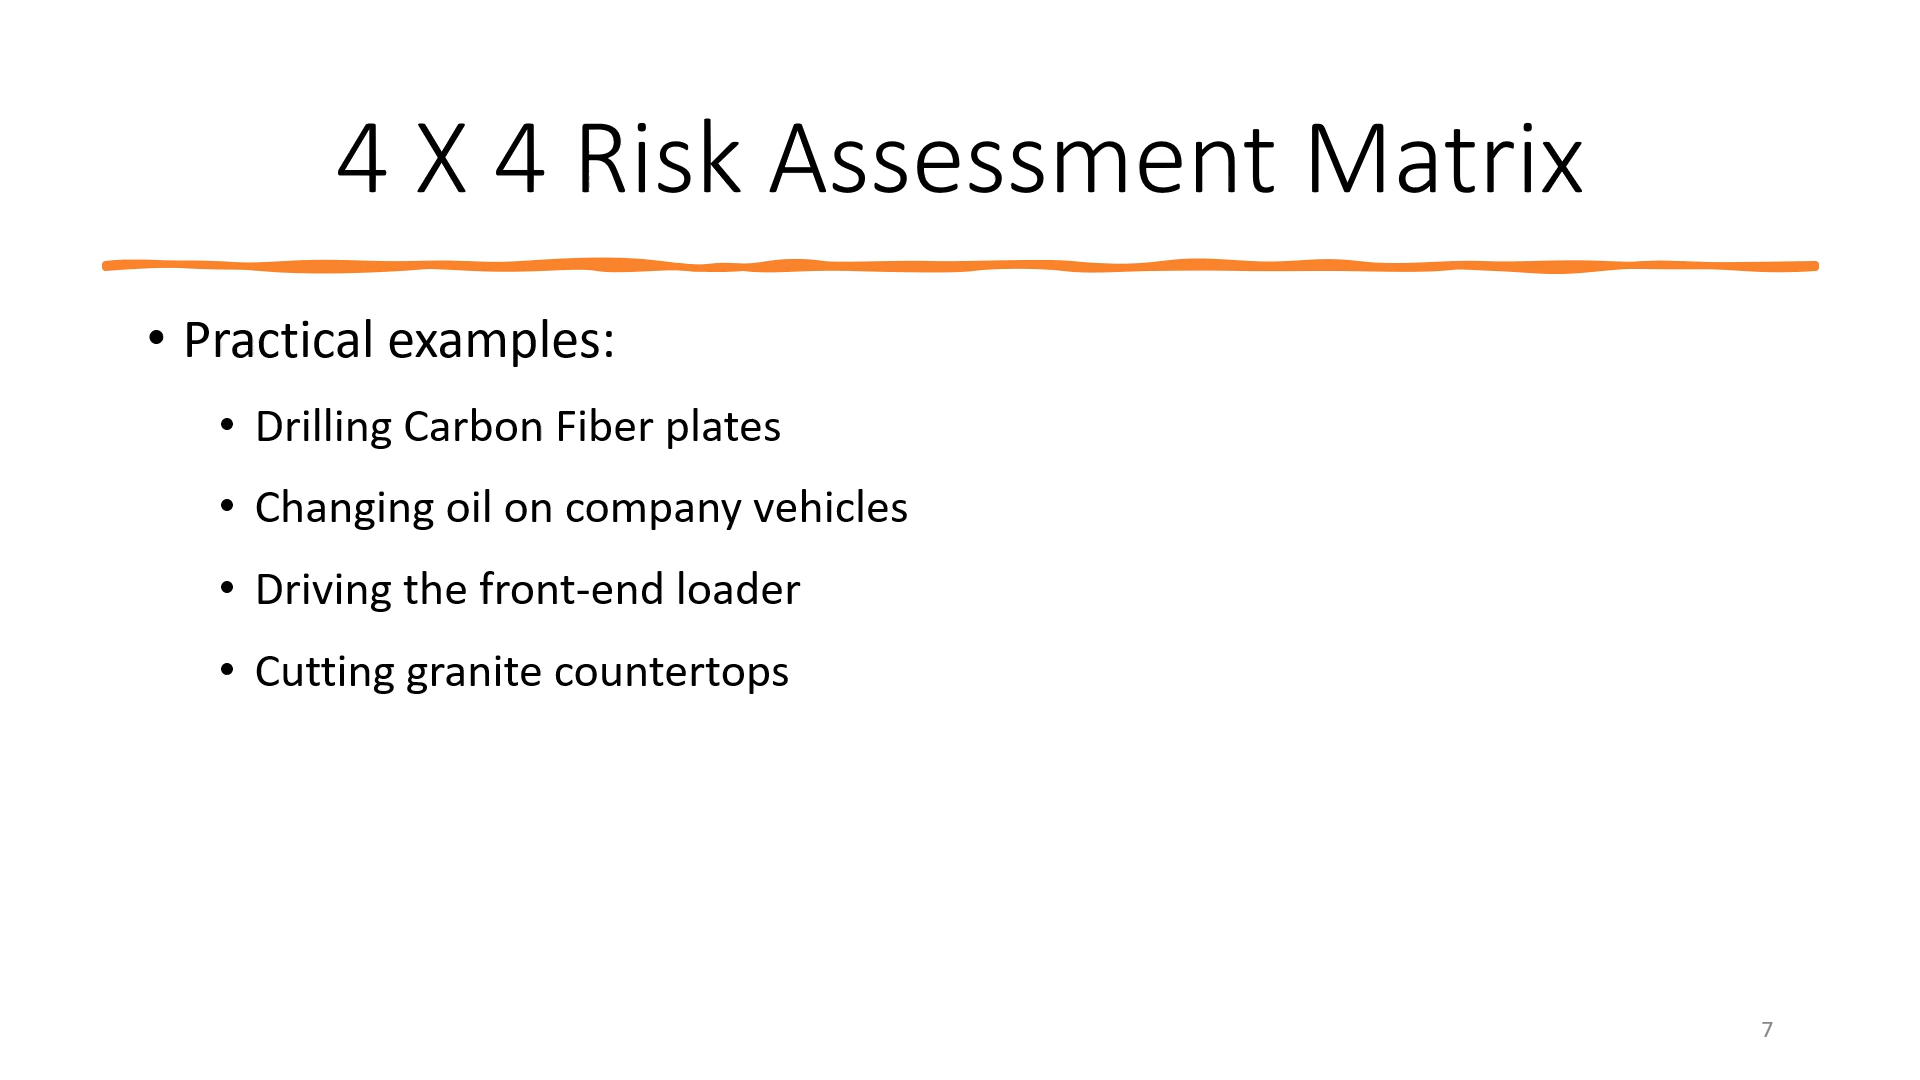 4 X 4 Risk Assessment Matrix
• Practical examples:
• Drilling Carbon Fiber plates
• Changing oil on company vehicles
• Driving the front-end loader
• Cutting granite countertops
7